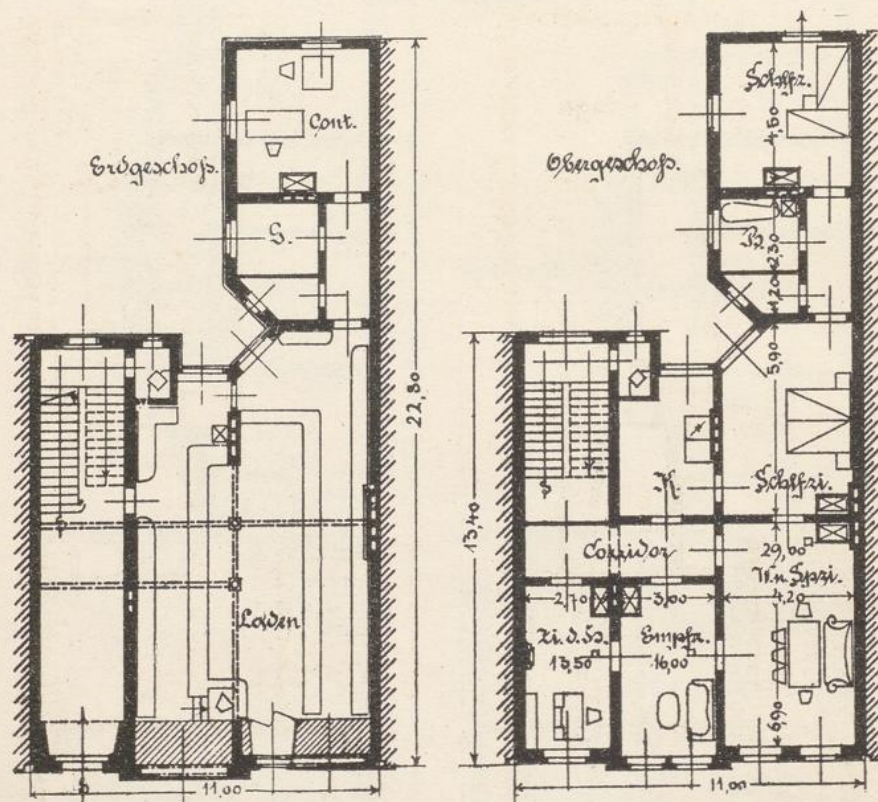 Erdgeschoß.
Cont.
S.
22,80
Laden
11,00
Obergeschoß.
Schlfz.
4,60
B.
2,30
1,20
5,90
13,40
K
Schlfzi.
Corridor
29,00
W.u.Spzi.
2,70
3,00
4,20
Zi.d.H.
13,50
Empfz.
16,00
6,90
11,00